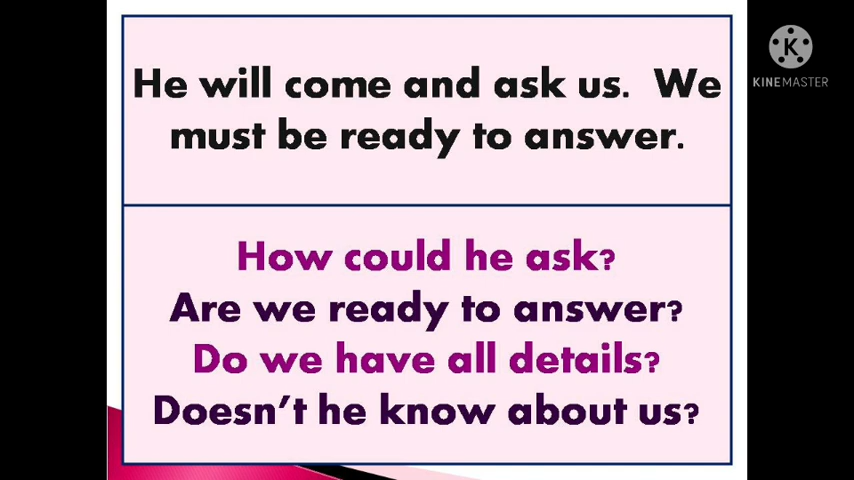 He will come and ask us. We
must be ready to answer.
How could he ask?
Are we ready to answer?
Do we have all details?
Doesn't he know about us?
K
KINEMASTER